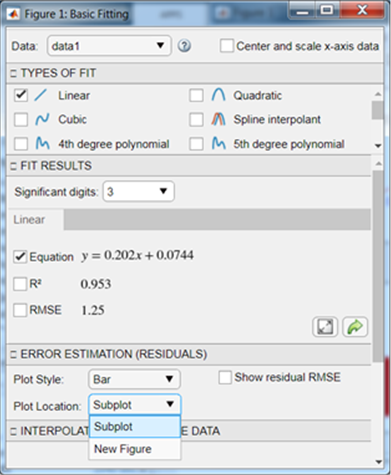 Figure 1: Basic Fitting
Data: data1 Center and scale x-axis data
TYPES OF FIT
Linear Quadratic
Cubic Spline interpolant
4th degree polynomial 5th degree polynomial
FIT RESULTS
Significant digits: 3
Linear
Equation y = 0.202x + 0.0744
R² 0.953
RMSE 1.25
ERROR ESTIMATION (RESIDUALS)
Plot Style: Bar Show residual RMSE
Plot Location: Subplot
Subplot
INTERPOLAT E DATA
New Figure